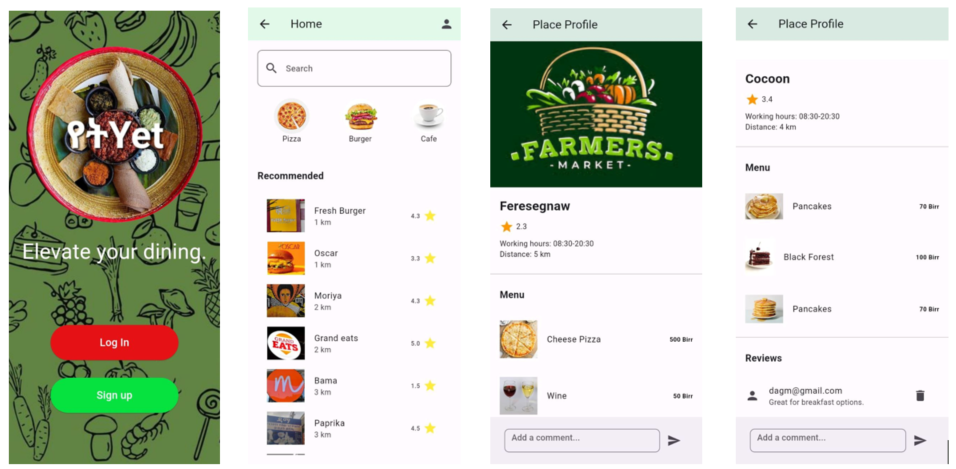 የትYet
Elevate your dining.
Log In
Sign up
Home
Search
Pizza
Burger
Cafe
Recommended
Fresh Burger
1 km
4.3
Oscar
1 km
3.3
OSCAR
Moriya
2 km
4.3
Grand eats
2 km
5.0
GRAND
EATS
Bama
3 km
1.5
Paprika
3 km
4.5
Place Profile
FARMERS
- MARKET -
Feresegnaw
2.3
Working hours: 08:30-20:30
Distance: 5 km
Menu
Cheese Pizza
500 Birr
Wine
50 Birr
Add a comment...
Place Profile
Cocoon
3.4
Working hours: 08:30-20:30
Distance: 4 km
Menu
Pancakes
70 Birr
Black Forest
100 Birr
Pancakes
70 Birr
Reviews
dagm@gmail.com
Great for breakfast options.
Add a comment...